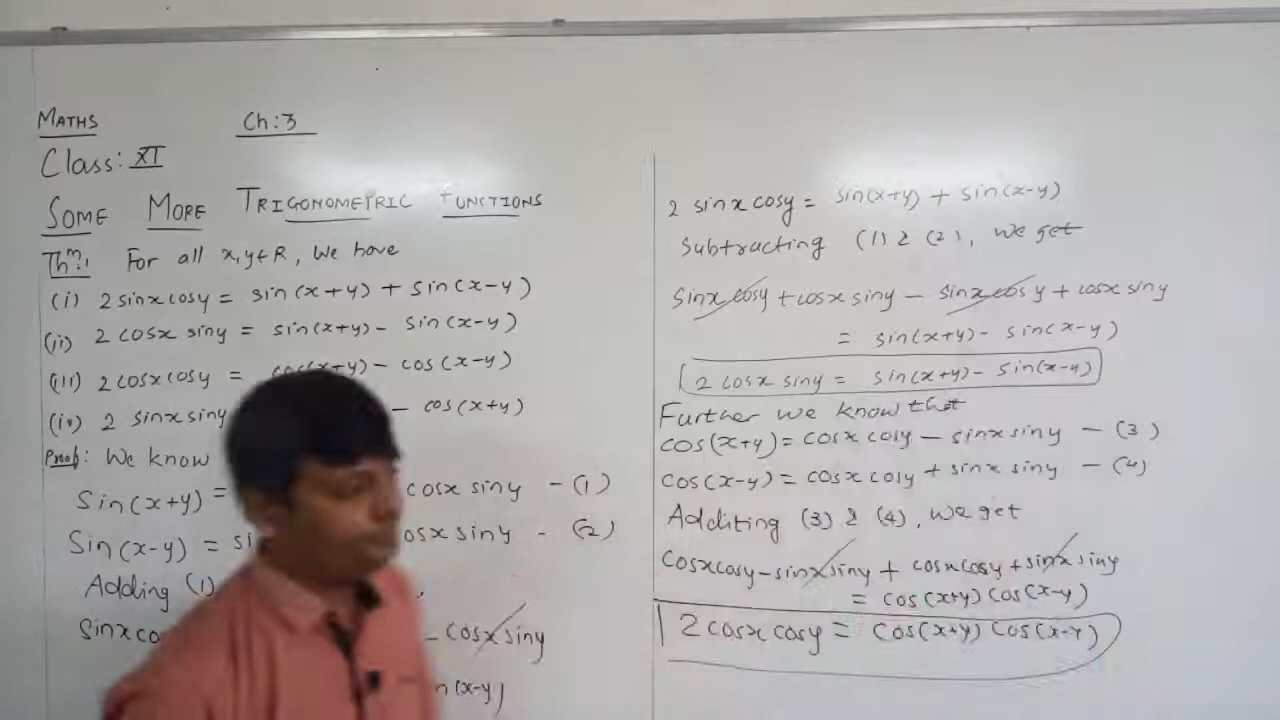 MATHS Ch:3
Class: XI
SOME MORE TRIGONOMETRIC FUNCTIONS
Thm: For all x,y∈R, We have
(i) 2 sinx cosy = sin(x+y) + sin(x-y)
(ii) 2 cosx siny = sin(x+y) - sin(x-y)
(iii) 2 cosx cosy = cos(x+y) - cos(x-y)
(iv) 2 sinx siny - cos(x+y)
Proof: We know
Sin(x+y) = cosx siny - (1)
Sin(x-y) = si osx siny - (2)
Adding (1)
Sinx co - cosx siny
n(x-y)
2 sinx cosy = sin(x+y) + sin(x-y)
Subtracting (1) & (2), we get
Sinx cosy + cosx siny - sinx cosy + cosx siny
= sin(x+y) - sin(x-y)
2 cosx siny = sin(x+y) - sin(x-y)
Further we know that
cos(x+y) = cosx cosy - sinx siny - (3)
cos(x-y) = cosx cosy + sinx siny - (4)
Additing (3) & (4), we get
Cosx cosy - sinx siny + cosx cosy + sinx siny
= cos(x+y) cos(x-y)
2 cosx cosy = cos(x+y) cos(x-y)